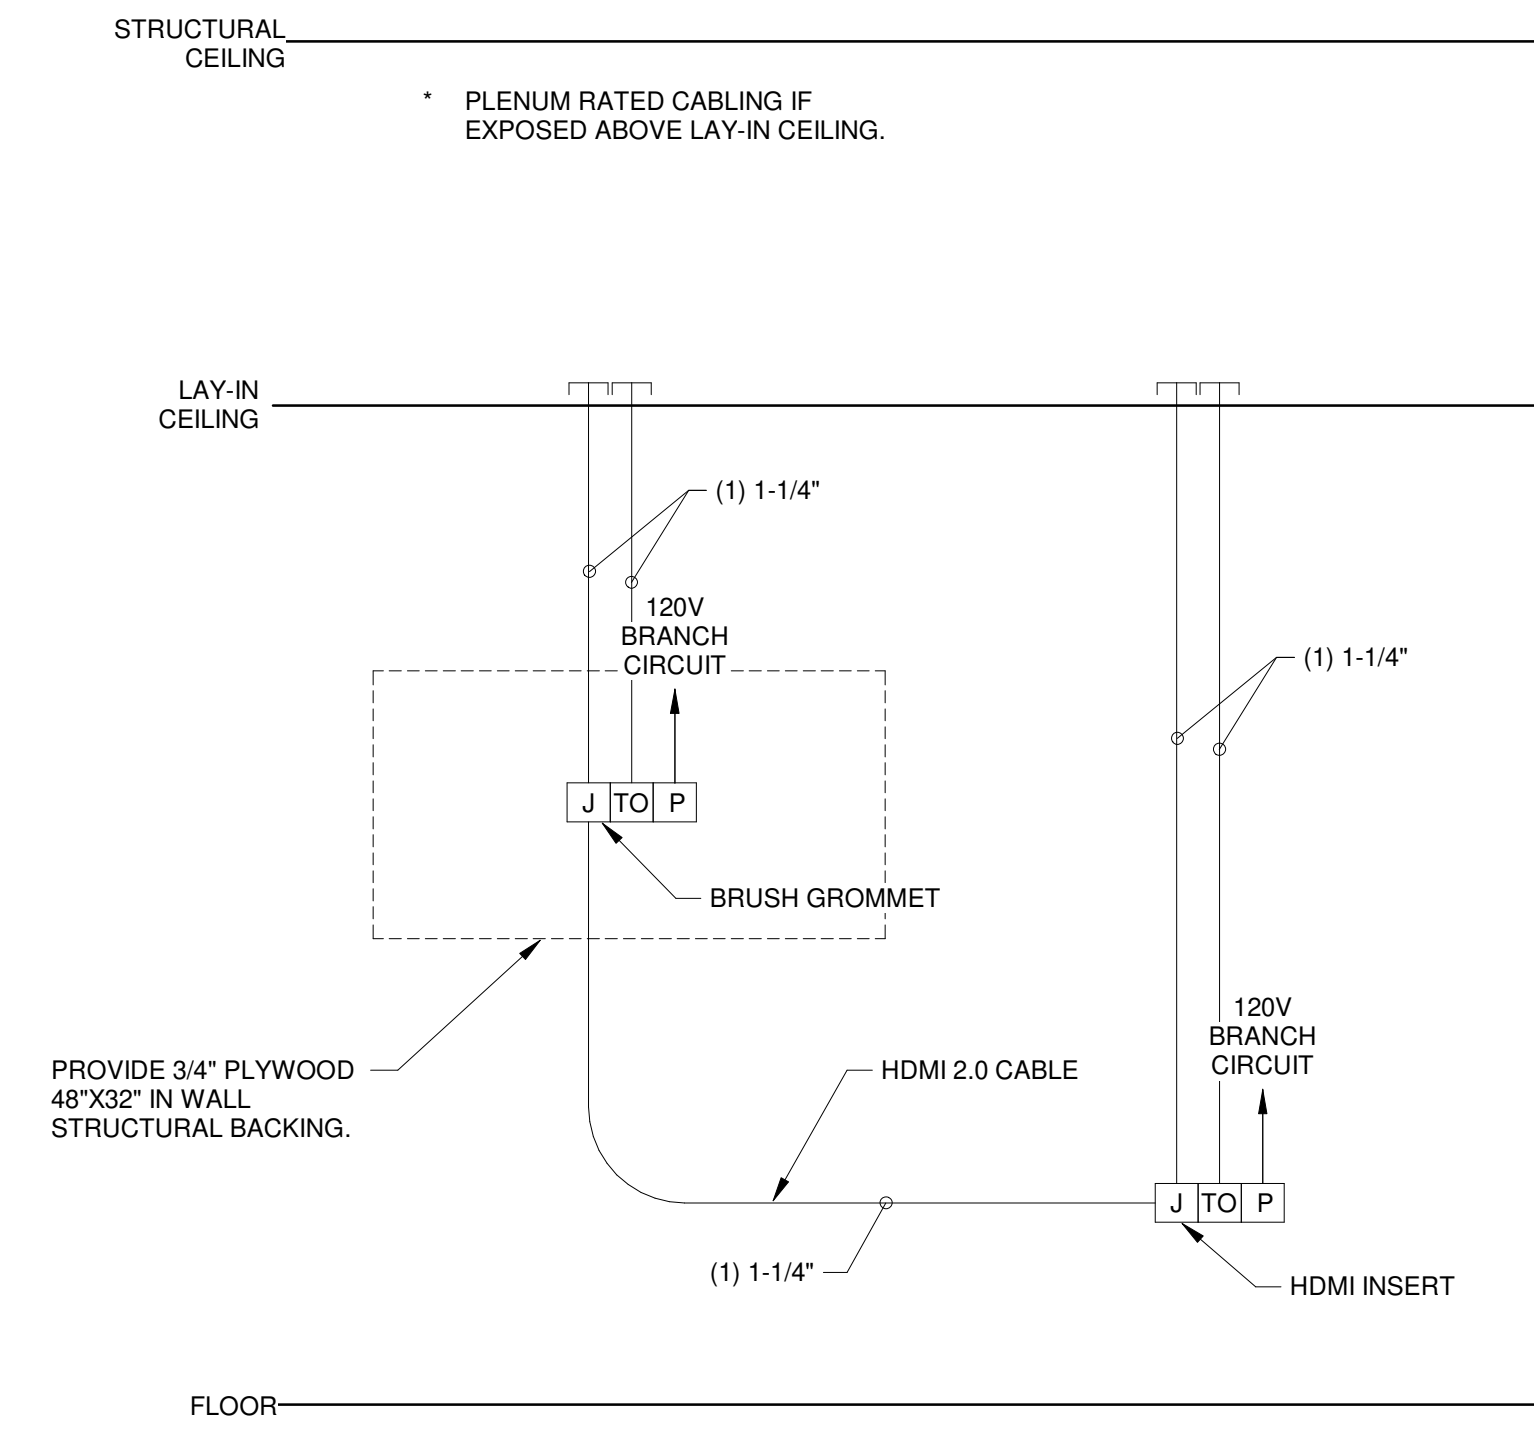 STRUCTURAL
CEILING
* PLENUM RATED CABLING IF
EXPOSED ABOVE LAY-IN CEILING.
LAY-IN
CEILING
(1) 1-1/4"
120V
BRANCH
CIRCUIT
(1) 1-1/4"
J TO P
BRUSH GROMMET
120V
BRANCH
CIRCUIT
PROVIDE 3/4" PLYWOOD
48"X32" IN WALL
STRUCTURAL BACKING.
HDMI 2.0 CABLE
J TO P
(1) 1-1/4"
HDMI INSERT
FLOOR